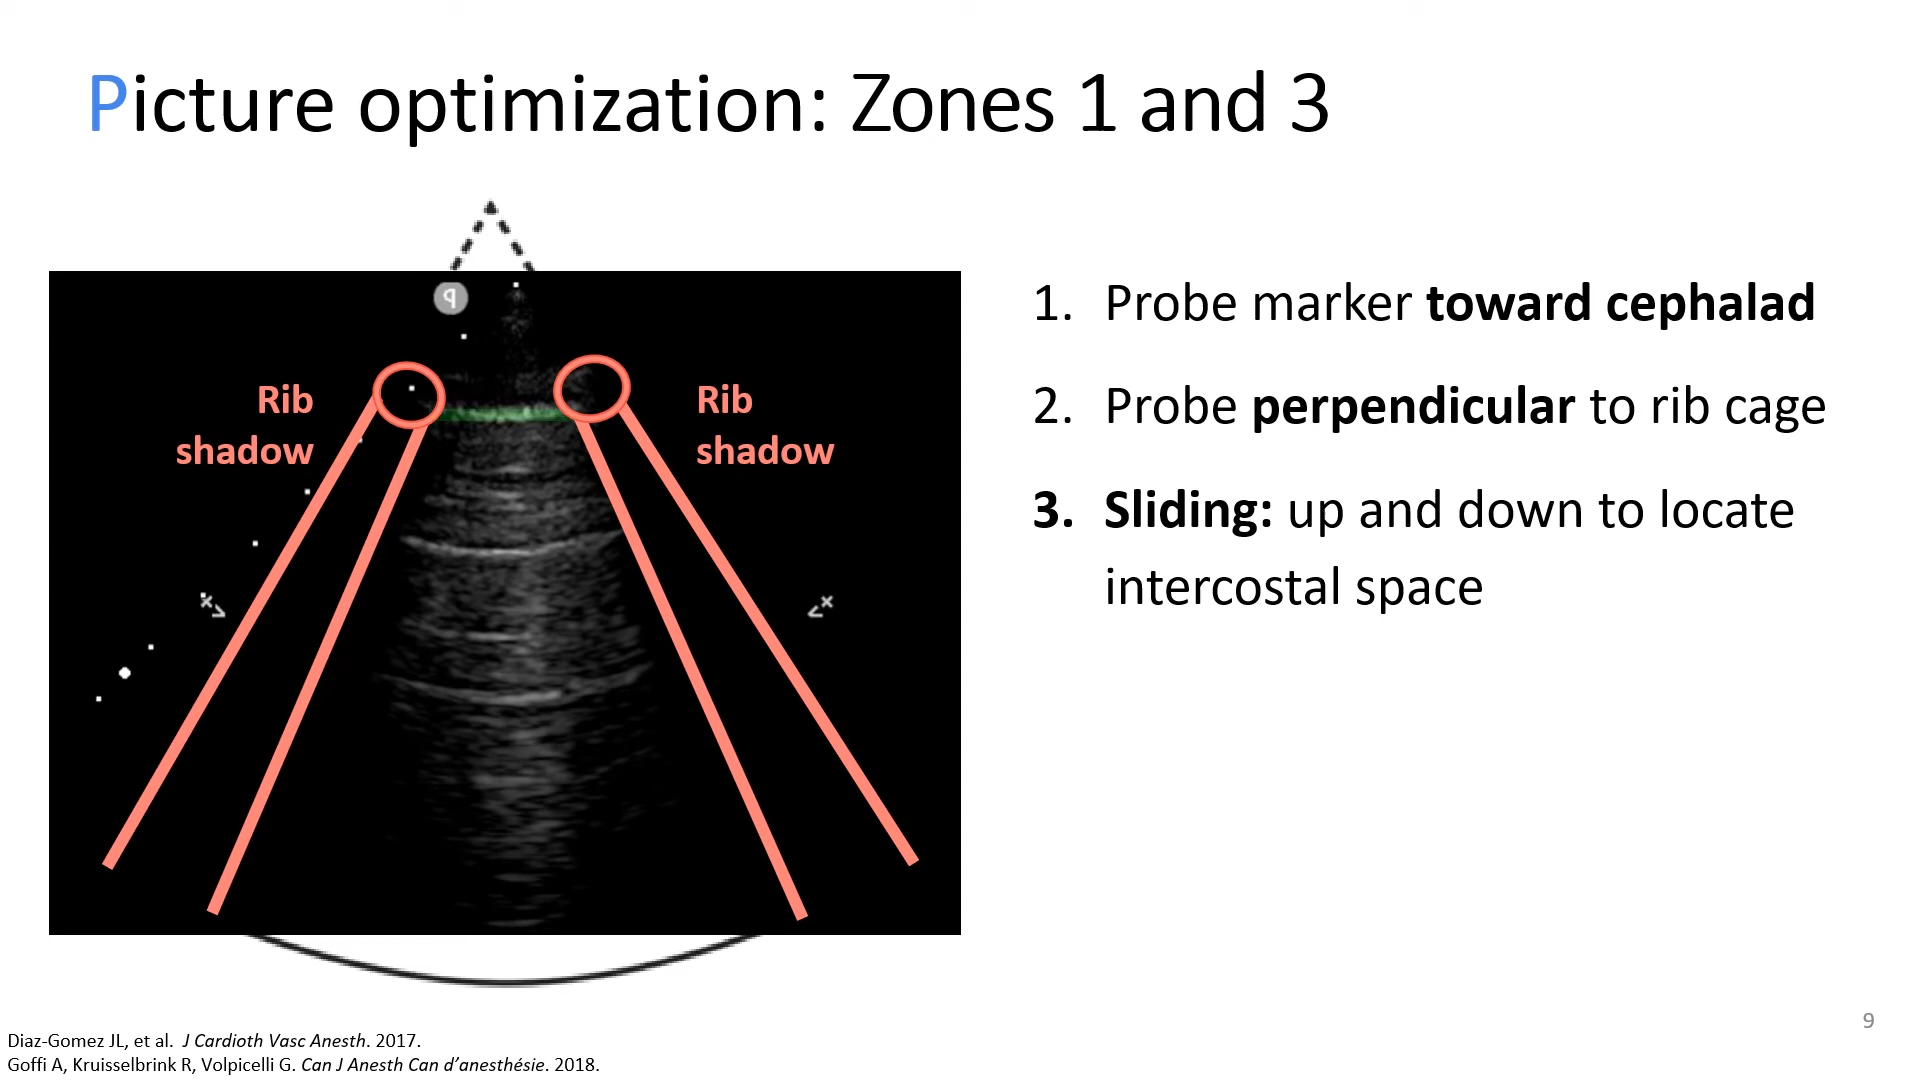 Picture optimization: Zones 1 and 3
Rib
shadow
Rib
shadow
1. Probe marker toward cephalad
2. Probe perpendicular to rib cage
3. Sliding: up and down to locate
intercostal space
Diaz-Gomez JL, et al. J Cardioth Vasc Anesth. 2017.
Goffi A, Kruisselbrink R, Volpicelli G. Can J Anesth Can d’anesthésie. 2018.
9